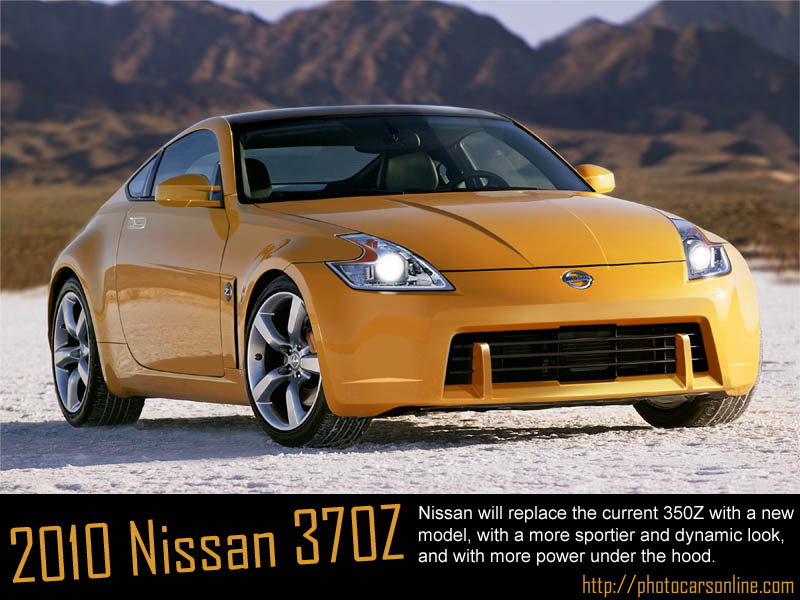 2010 Nissan 370Z
Nissan will replace the current 350Z with a new
model, with a more sportier and dynamic look,
and with more power under the hood.
http://photocarsonline.com